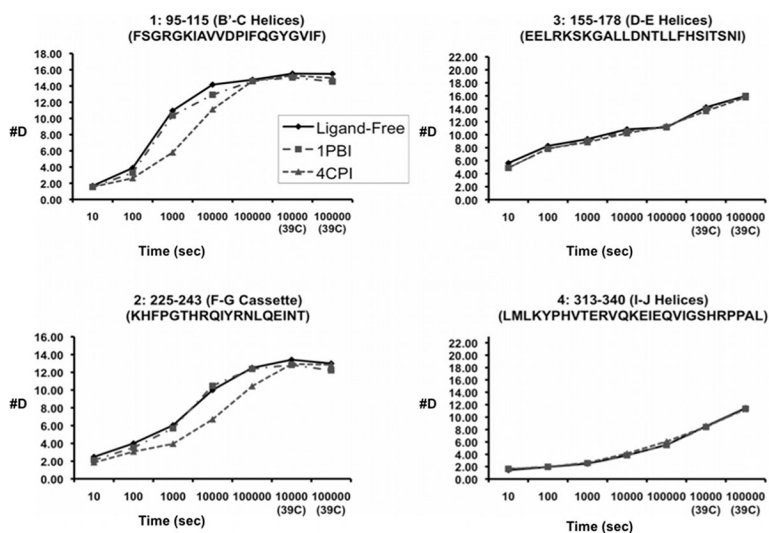 1: 95-115 (B'-C Helices)
(FSGRGKIAVVDPIFQGYGVIF)
18.00
16.00
14.00
12.00
10.00
8.00
6.00
4.00
2.00
0.00
#D
Ligand-Free
1PBI
4CPI
10 100 1000 10000 100000 10000 100000
(39C) (39C)
Time (sec)
3: 155-178 (D-E Helices)
(EELRKSKGALLDNTLLFHSITSNI)
22.00
20.00
18.00
16.00
14.00
12.00
10.00
8.00
6.00
4.00
2.00
0.00
#D
10 100 1000 10000 100000 10000 100000
(39C) (39C)
Time (sec)
2: 225-243 (F-G Cassette)
(KHFPGTHRQIYRNLQEINT)
16.00
14.00
12.00
10.00
8.00
6.00
4.00
2.00
0.00
#D
10 100 1000 10000 100000 10000 100000
(39C) (39C)
Time (sec)
4: 313-340 (I-J Helices)
(LMLKYPHVTERVQKEIEQVIGSHRPPAL)
22.00
20.00
18.00
16.00
14.00
12.00
10.00
8.00
6.00
4.00
2.00
0.00
#D
10 100 1000 10000 100000 10000 100000
(39C) (39C)
Time (sec)